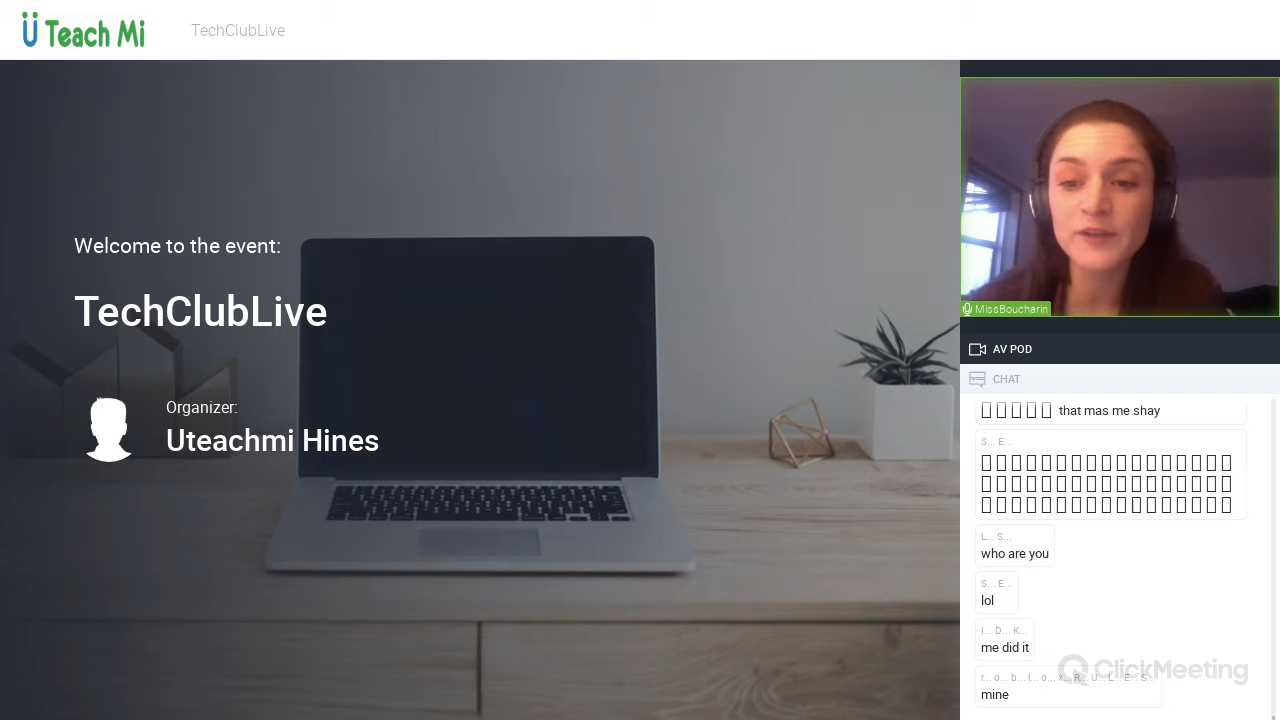 Ü Teach Mi
TechClubLive
Welcome to the event:
TechClubLive
Organizer:
Uteachmi Hines
MissBoucharin
AV POD
CHAT
that mas me shay
S... E...
L... S...
who are you
S... E...
lol
I... D... K...
me did it
ClickMeeting
r... o... b... l... o... x... R... U... L... E... S...
mine